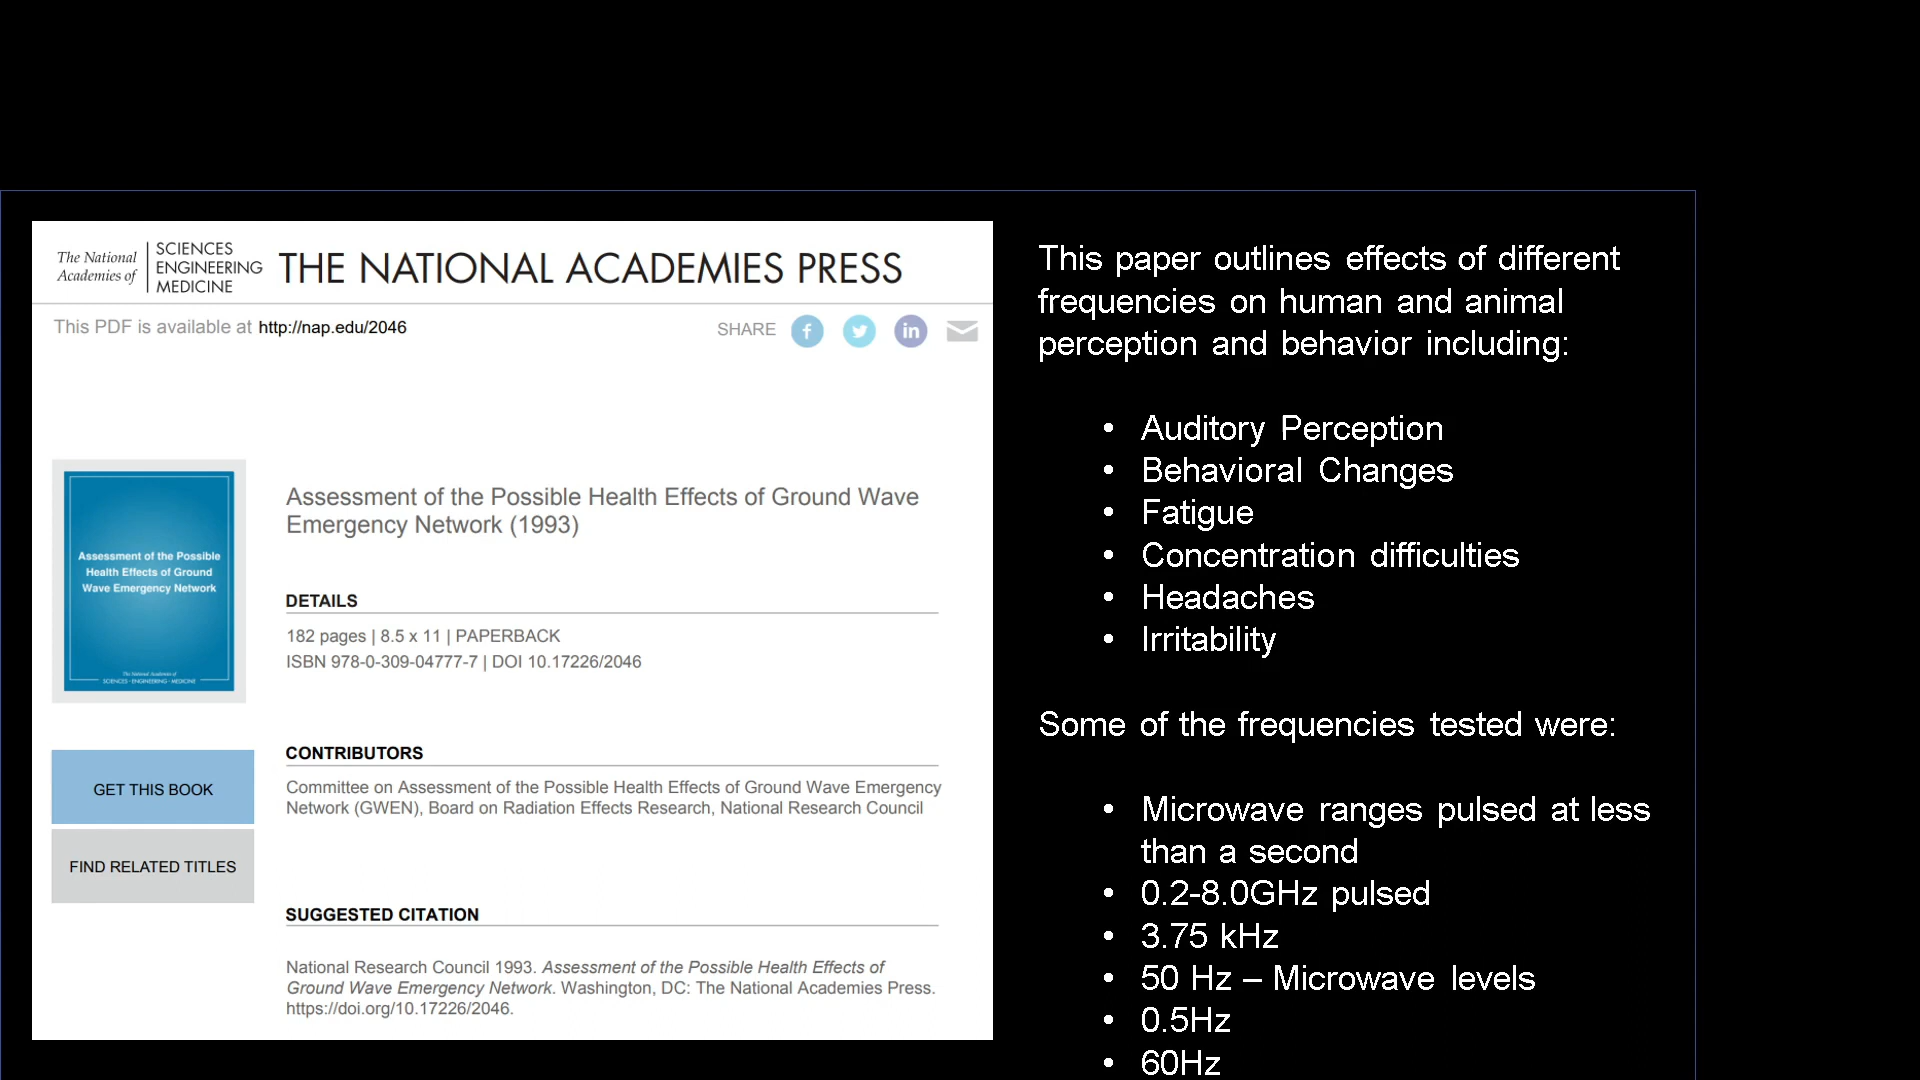 The National
Academies of
SCIENCES
ENGINEERING
MEDICINE
THE NATIONAL ACADEMIES PRESS
This PDF is available at http://nap.edu/2046
SHARE
Assessment of the Possible
Health Effects of Ground
Wave Emergency Network
The National Academies of
SCIENCES · ENGINEERING · MEDICINE
GET THIS BOOK
FIND RELATED TITLES
Assessment of the Possible Health Effects of Ground Wave
Emergency Network (1993)
DETAILS
182 pages | 8.5 x 11 | PAPERBACK
ISBN 978-0-309-04777-7 | DOI 10.17226/2046
CONTRIBUTORS
Committee on Assessment of the Possible Health Effects of Ground Wave Emergency
Network (GWEN), Board on Radiation Effects Research, National Research Council
SUGGESTED CITATION
National Research Council 1993. Assessment of the Possible Health Effects of
Ground Wave Emergency Network. Washington, DC: The National Academies Press.
https://doi.org/10.17226/2046.
This paper outlines effects of different
frequencies on human and animal
perception and behavior including:
• Auditory Perception
• Behavioral Changes
• Fatigue
• Concentration difficulties
• Headaches
• Irritability
Some of the frequencies tested were:
• Microwave ranges pulsed at less
than a second
• 0.2-8.0GHz pulsed
• 3.75 kHz
• 50 Hz – Microwave levels
• 0.5Hz
• 60Hz